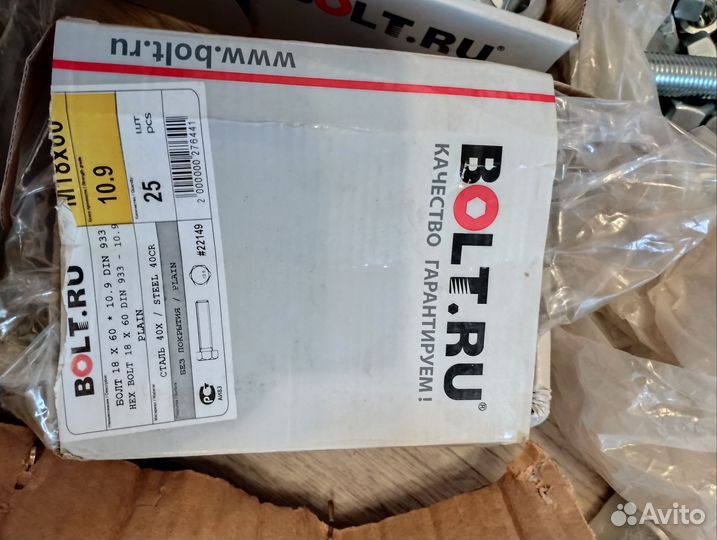 BOLT.RU®
www.bolt.ru
BOLT.RU®
КАЧЕСТВО ГАРАНТИРУЕМ!
M18X60
10.9
25
ШТ
PCS
2 000000 276441
BOLT.RU
БОЛТ 18 X 60 * 10.9 DIN 933
HEX BOLT 18 X 60 DIN 933 - 10.9
PLAIN
СТАЛЬ 40Х / STEEL 40CR
БЕЗ ПОКРЫТИЯ / PLAIN
#22149
АЯ83
Avito